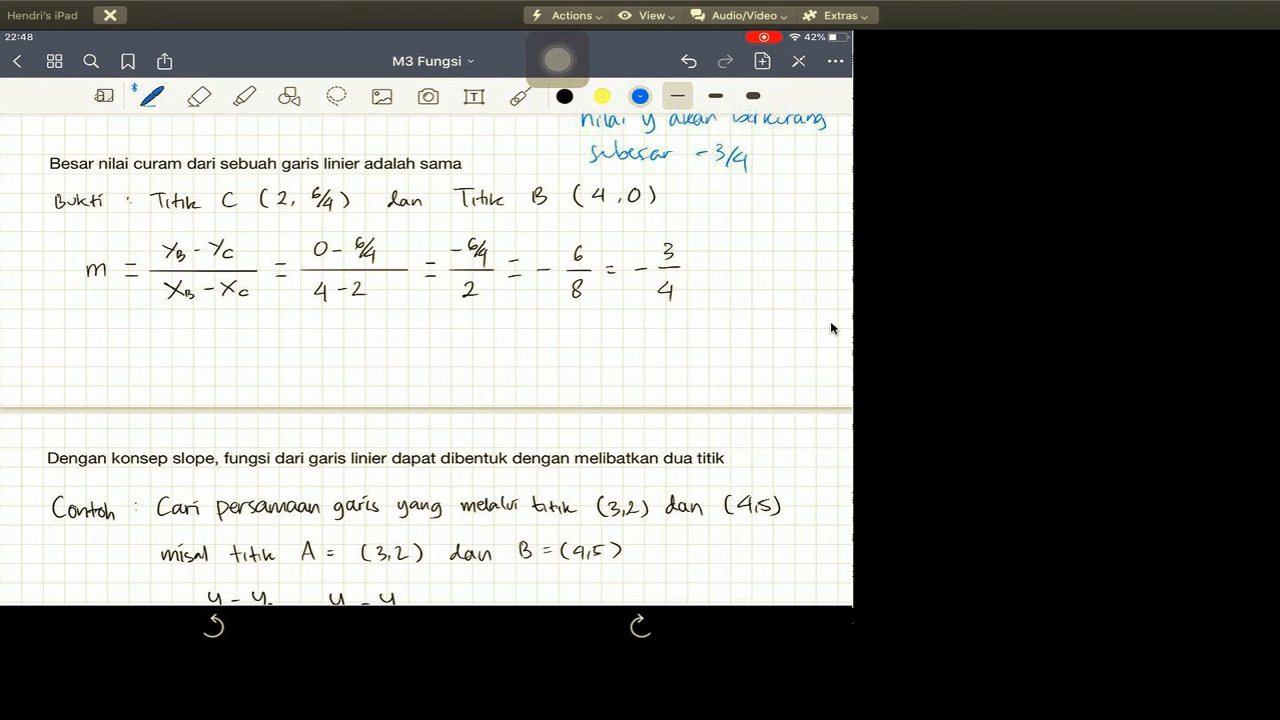 Hendri's iPad
Actions View Audio/Video Extras
22:48
42%
M3 Fungsi
nilai y akan berkurang
sebesar -3/4
Besar nilai curam dari sebuah garis linier adalah sama
Bukti : Titik C (2, 6/4) dan Titik B (4,0)
m = (yB - yC)/(xB - xC) = (0 - 6/4)/(4 - 2) = (-6/4)/2 = - 6/8 = - 3/4
Dengan konsep slope, fungsi dari garis linier dapat dibentuk dengan melibatkan dua titik
Contoh : Cari persamaan garis yang melalui titik (3,2) dan (4,5)
misal titik A = (3,2) dan B = (4,5)